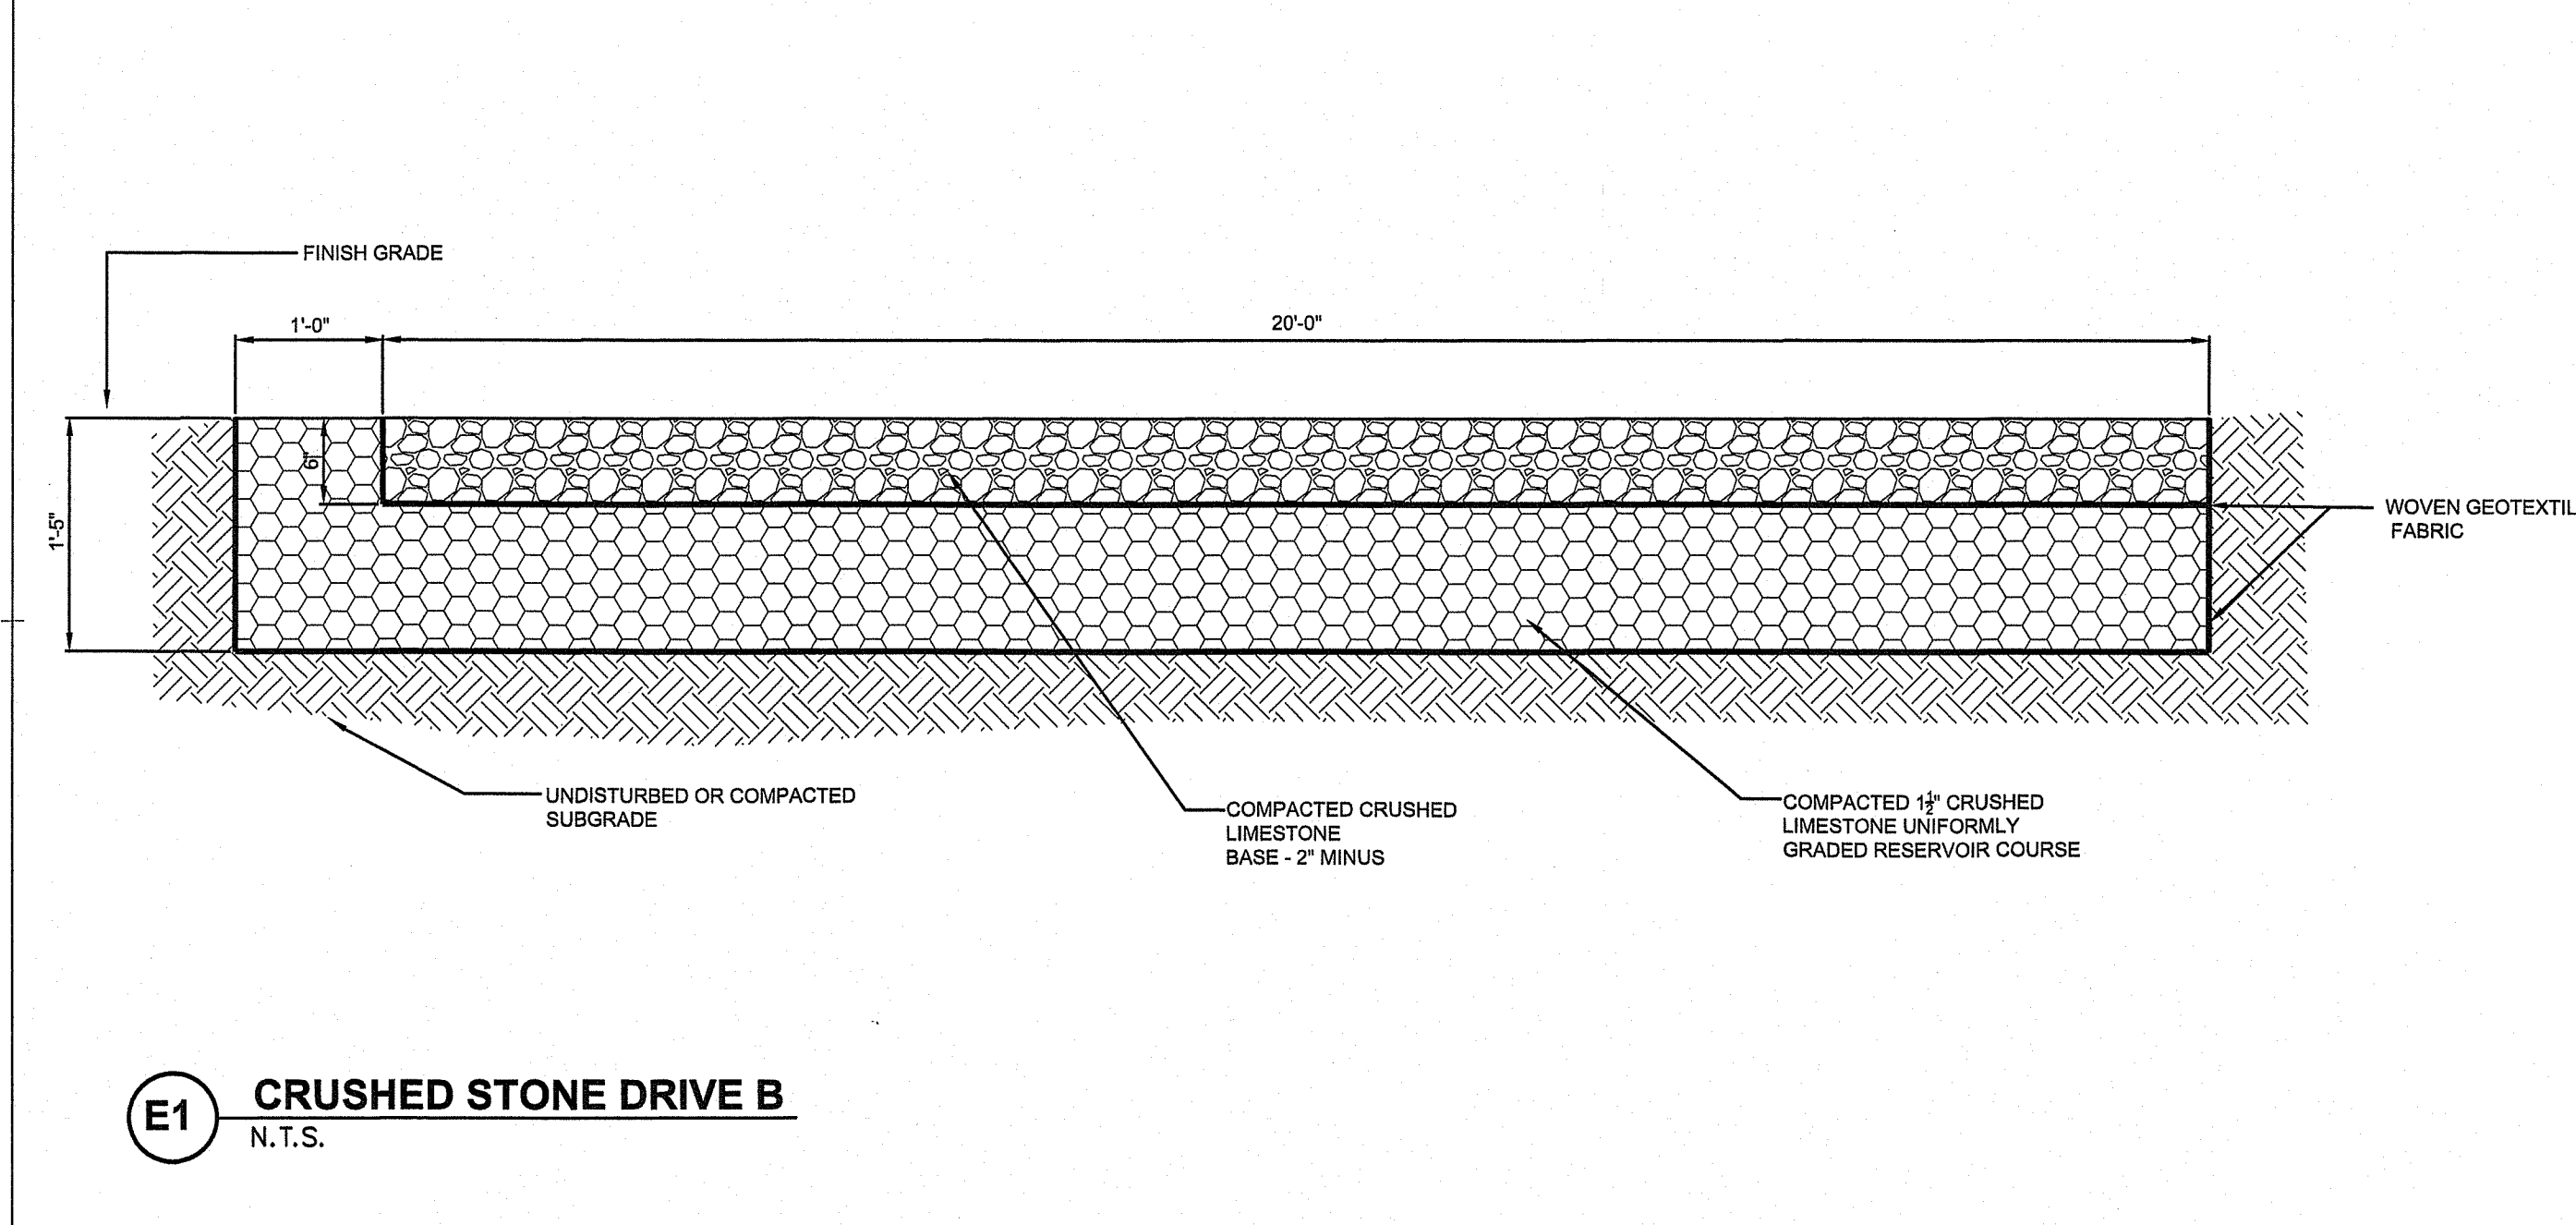 FINISH GRADE
1'-0"
20'-0"
6"
1'-5"
WOVEN GEOTEXTIL
FABRIC
UNDISTURBED OR COMPACTED
SUBGRADE
COMPACTED CRUSHED
LIMESTONE
BASE - 2" MINUS
COMPACTED 1½" CRUSHED
LIMESTONE UNIFORMLY
GRADED RESERVOIR COURSE
E1
CRUSHED STONE DRIVE B
N.T.S.